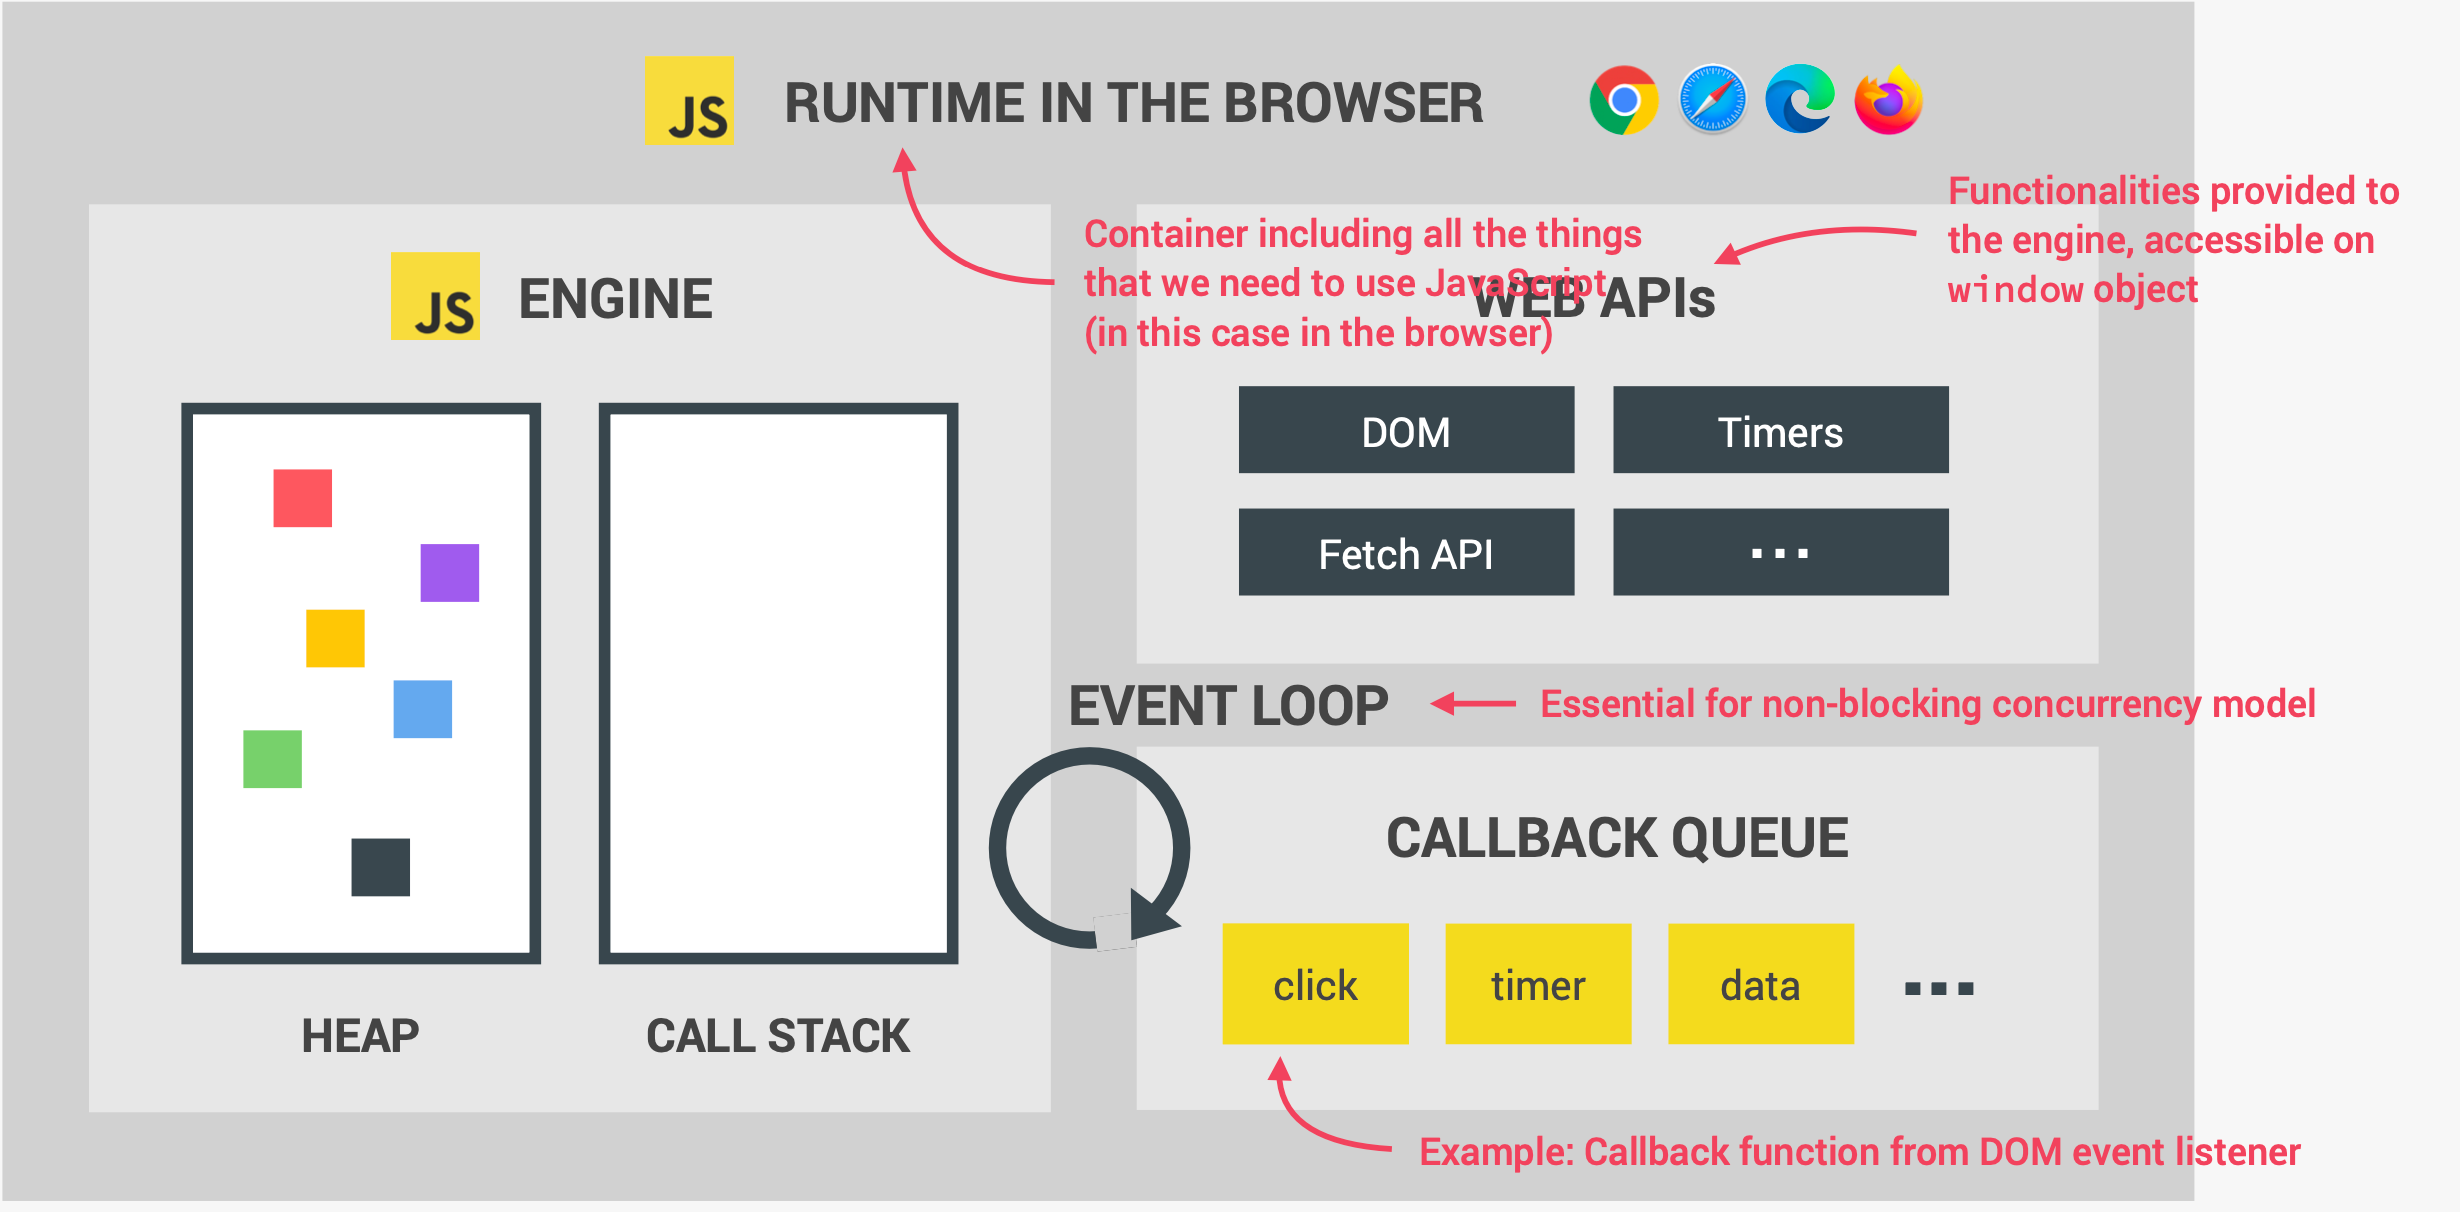 JS RUNTIME IN THE BROWSER
Functionalities provided to
the engine, accessible on
window object
Container including all the things
that we need to use JavaScript
(in this case in the browser)
JS ENGINE
WEB APIs
DOM
Timers
Fetch API
...
EVENT LOOP
Essential for non-blocking concurrency model
CALLBACK QUEUE
click
timer
data
...
HEAP
CALL STACK
Example: Callback function from DOM event listener